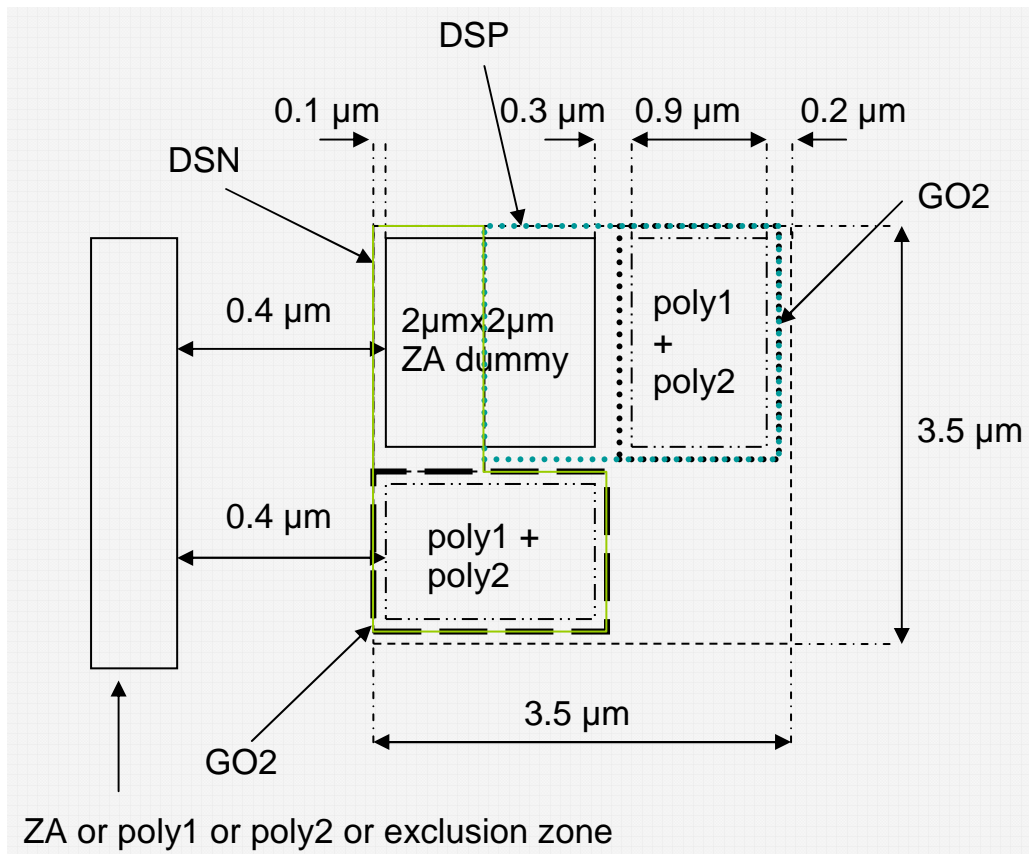 DSP
0.1 µm
0.3 µm
0.9 µm
0.2 µm
DSN
GO2
0.4 µm
2µmx2µm
ZA dummy
poly1
+
poly2
3.5 µm
0.4 µm
poly1 +
poly2
3.5 µm
GO2
ZA or poly1 or poly2 or exclusion zone